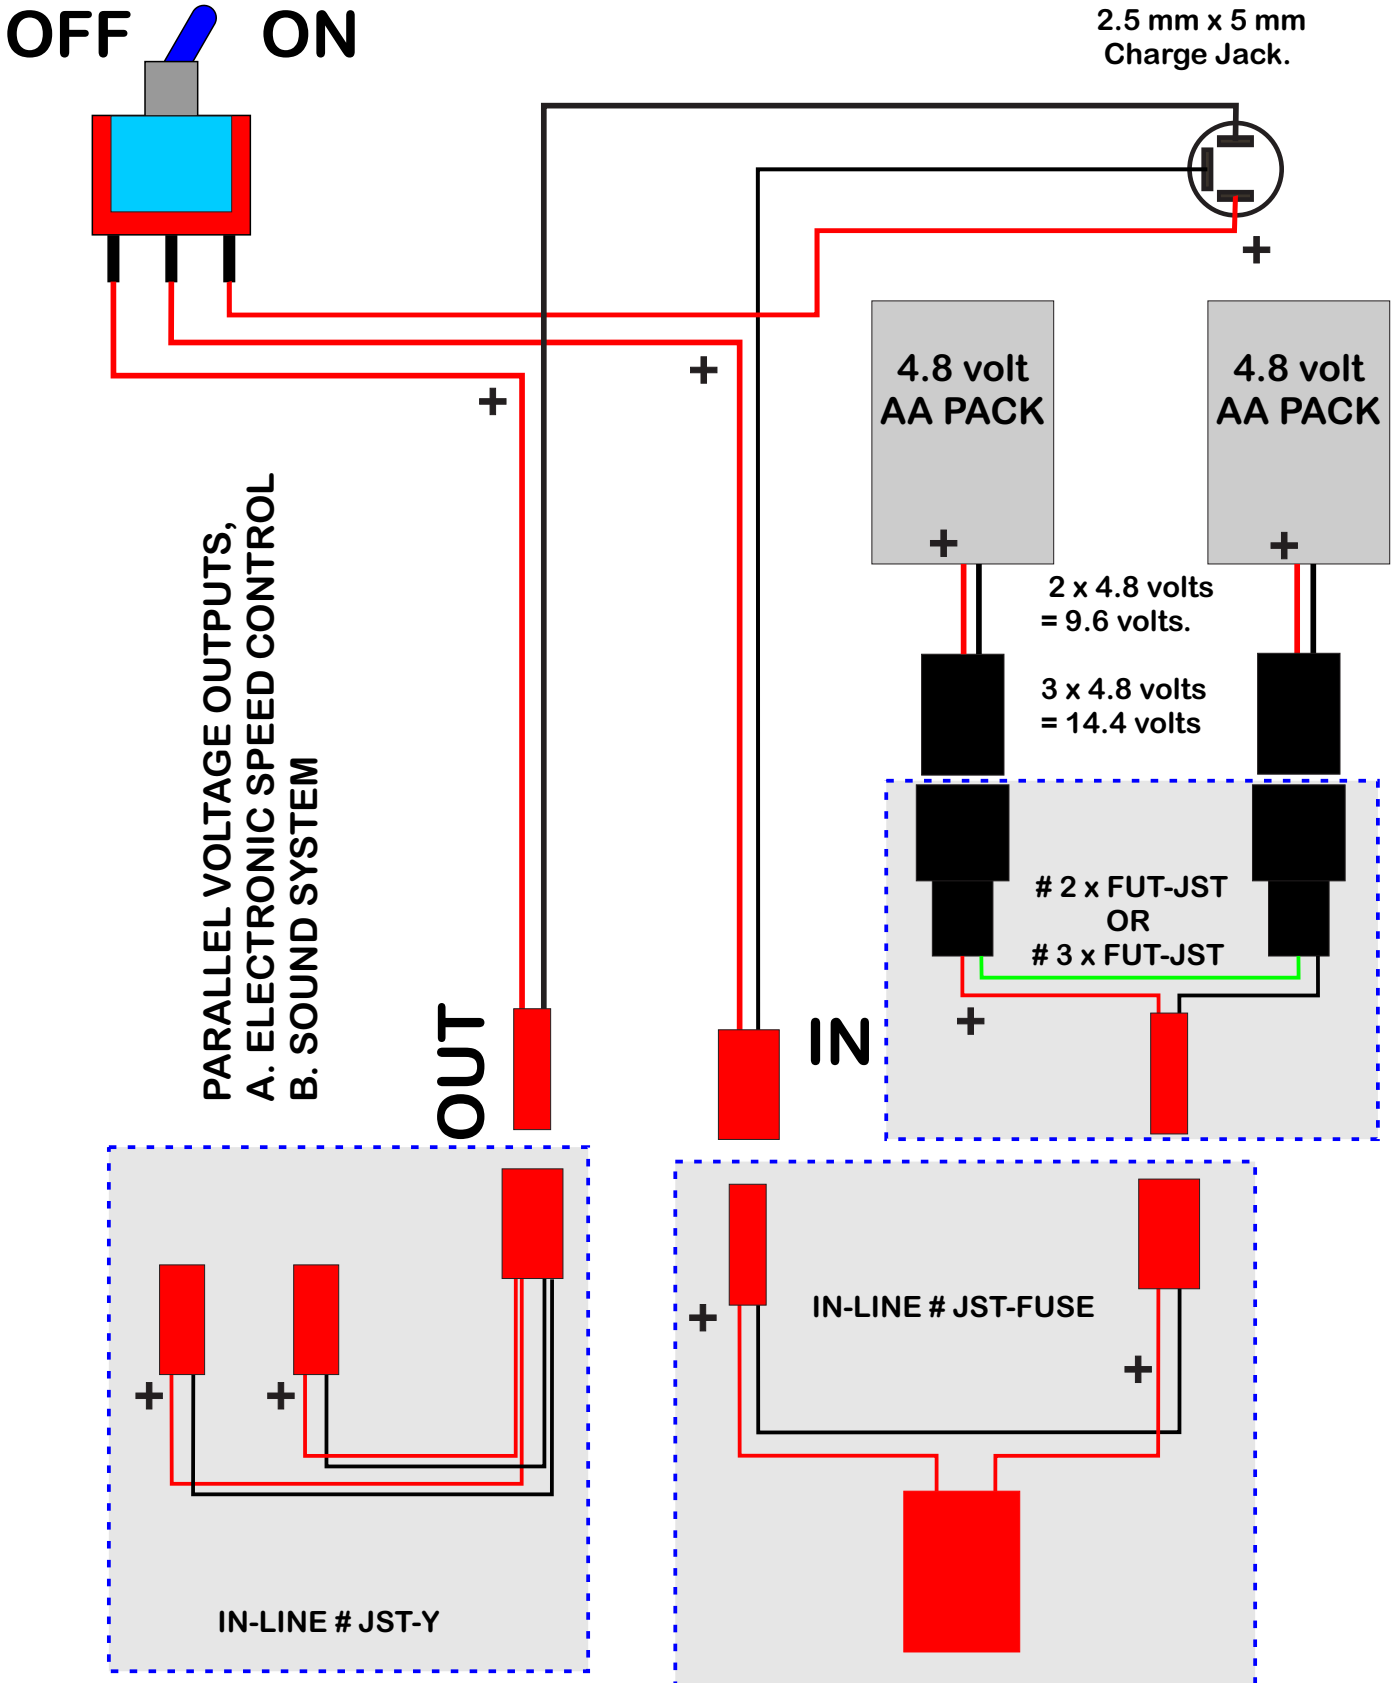 OFF ON
2.5 mm x 5 mm
Charge Jack.
+
+
+
4.8 volt
AA PACK
+
4.8 volt
AA PACK
+
2 x 4.8 volts
= 9.6 volts.
3 x 4.8 volts
= 14.4 volts
PARALLEL VOLTAGE OUTPUTS,
A. ELECTRONIC SPEED CONTROL
B. SOUND SYSTEM
# 2 x FUT-JST
OR
# 3 x FUT-JST
+
OUT
IN
IN-LINE # JST-FUSE
+
+
+
+
IN-LINE # JST-Y